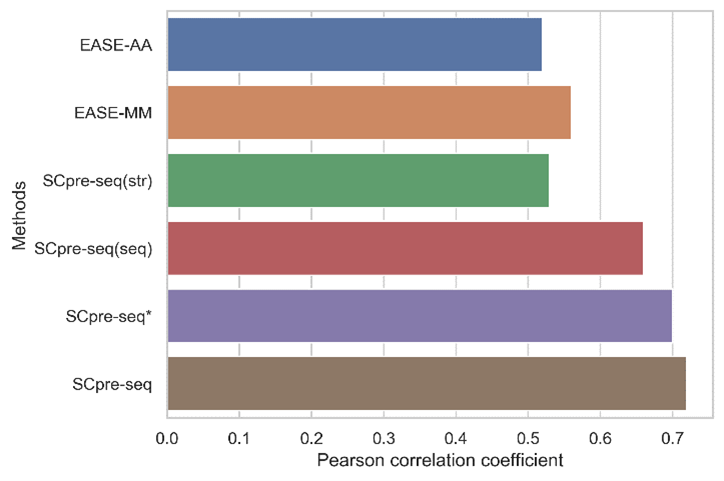 EASE-AA
EASE-MM
SCpre-seq(str)
SCpre-seq(seq)
SCpre-seq*
SCpre-seq
Methods
0.0 0.1 0.2 0.3 0.4 0.5 0.6 0.7
Pearson correlation coefficient